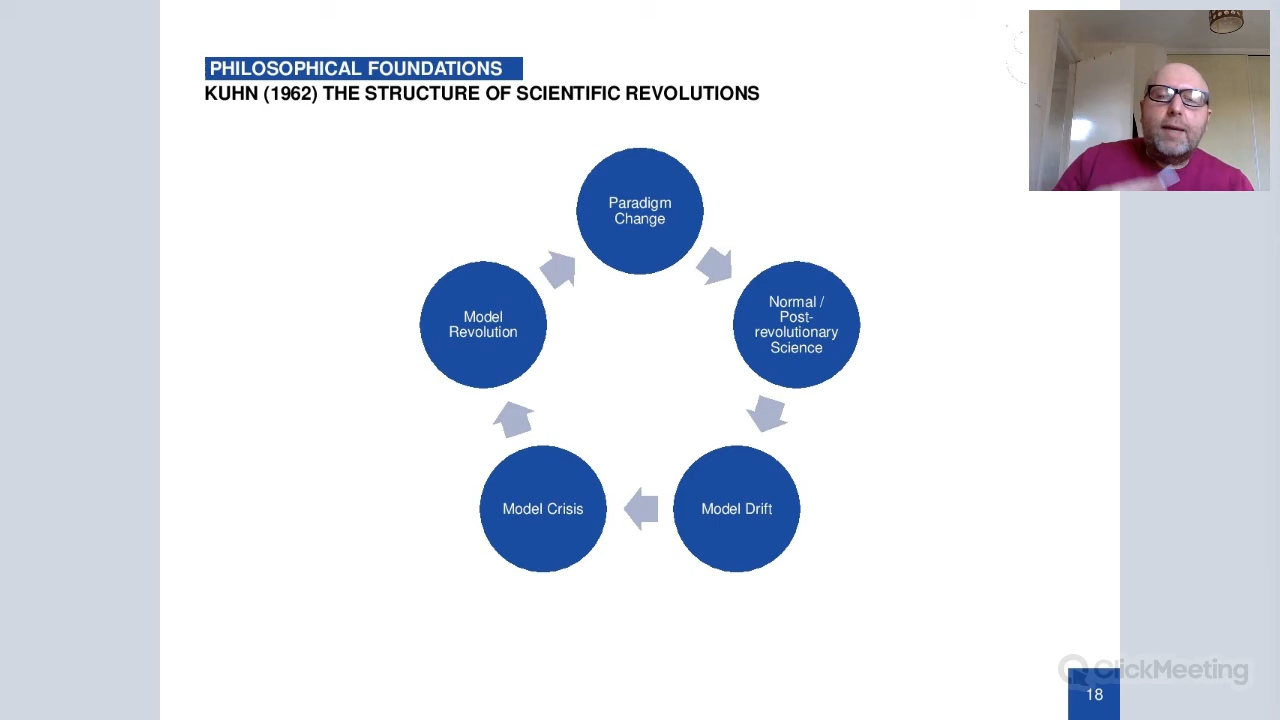 PHILOSOPHICAL FOUNDATIONS
KUHN (1962) THE STRUCTURE OF SCIENTIFIC REVOLUTIONS
Paradigm
Change
Normal /
Post-
revolutionary
Science
Model Drift
Model Crisis
Model
Revolution
ClickMeeting
18